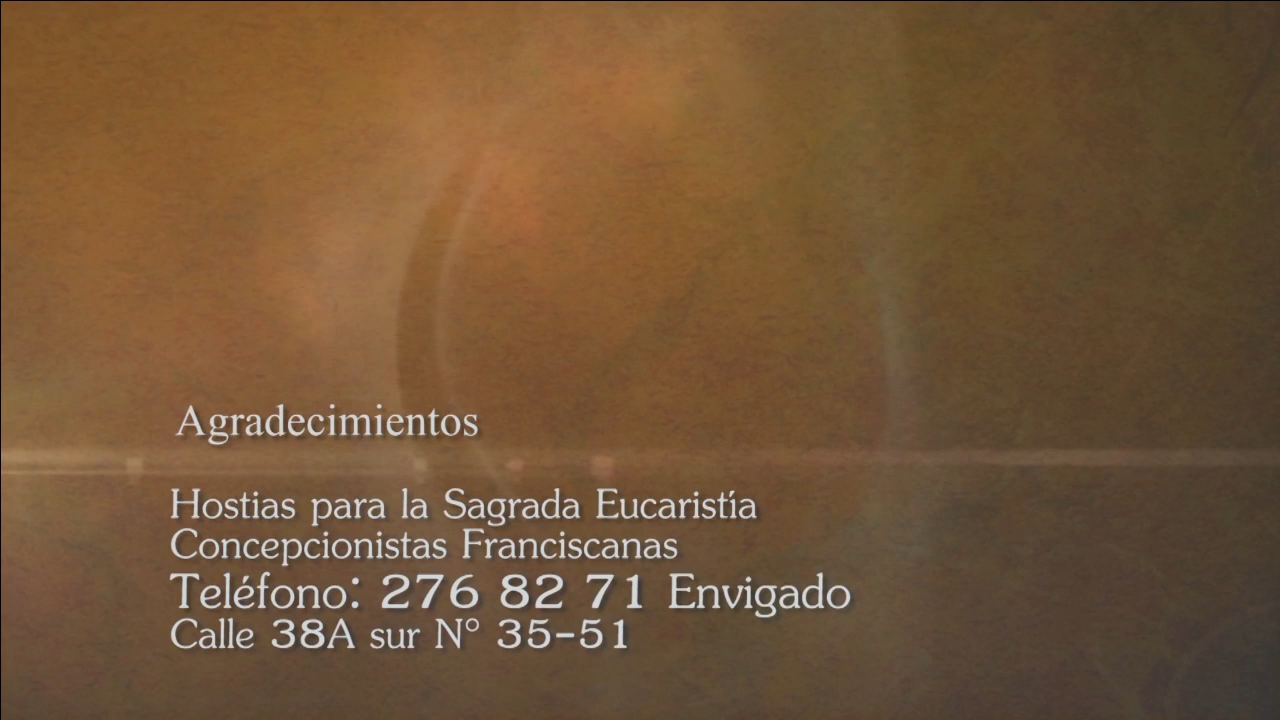 Agradecimientos
Hostias para la Sagrada Eucaristía
Concepcionistas Franciscanas
Teléfono: 276 82 71 Envigado
Calle 38A sur N° 35-51